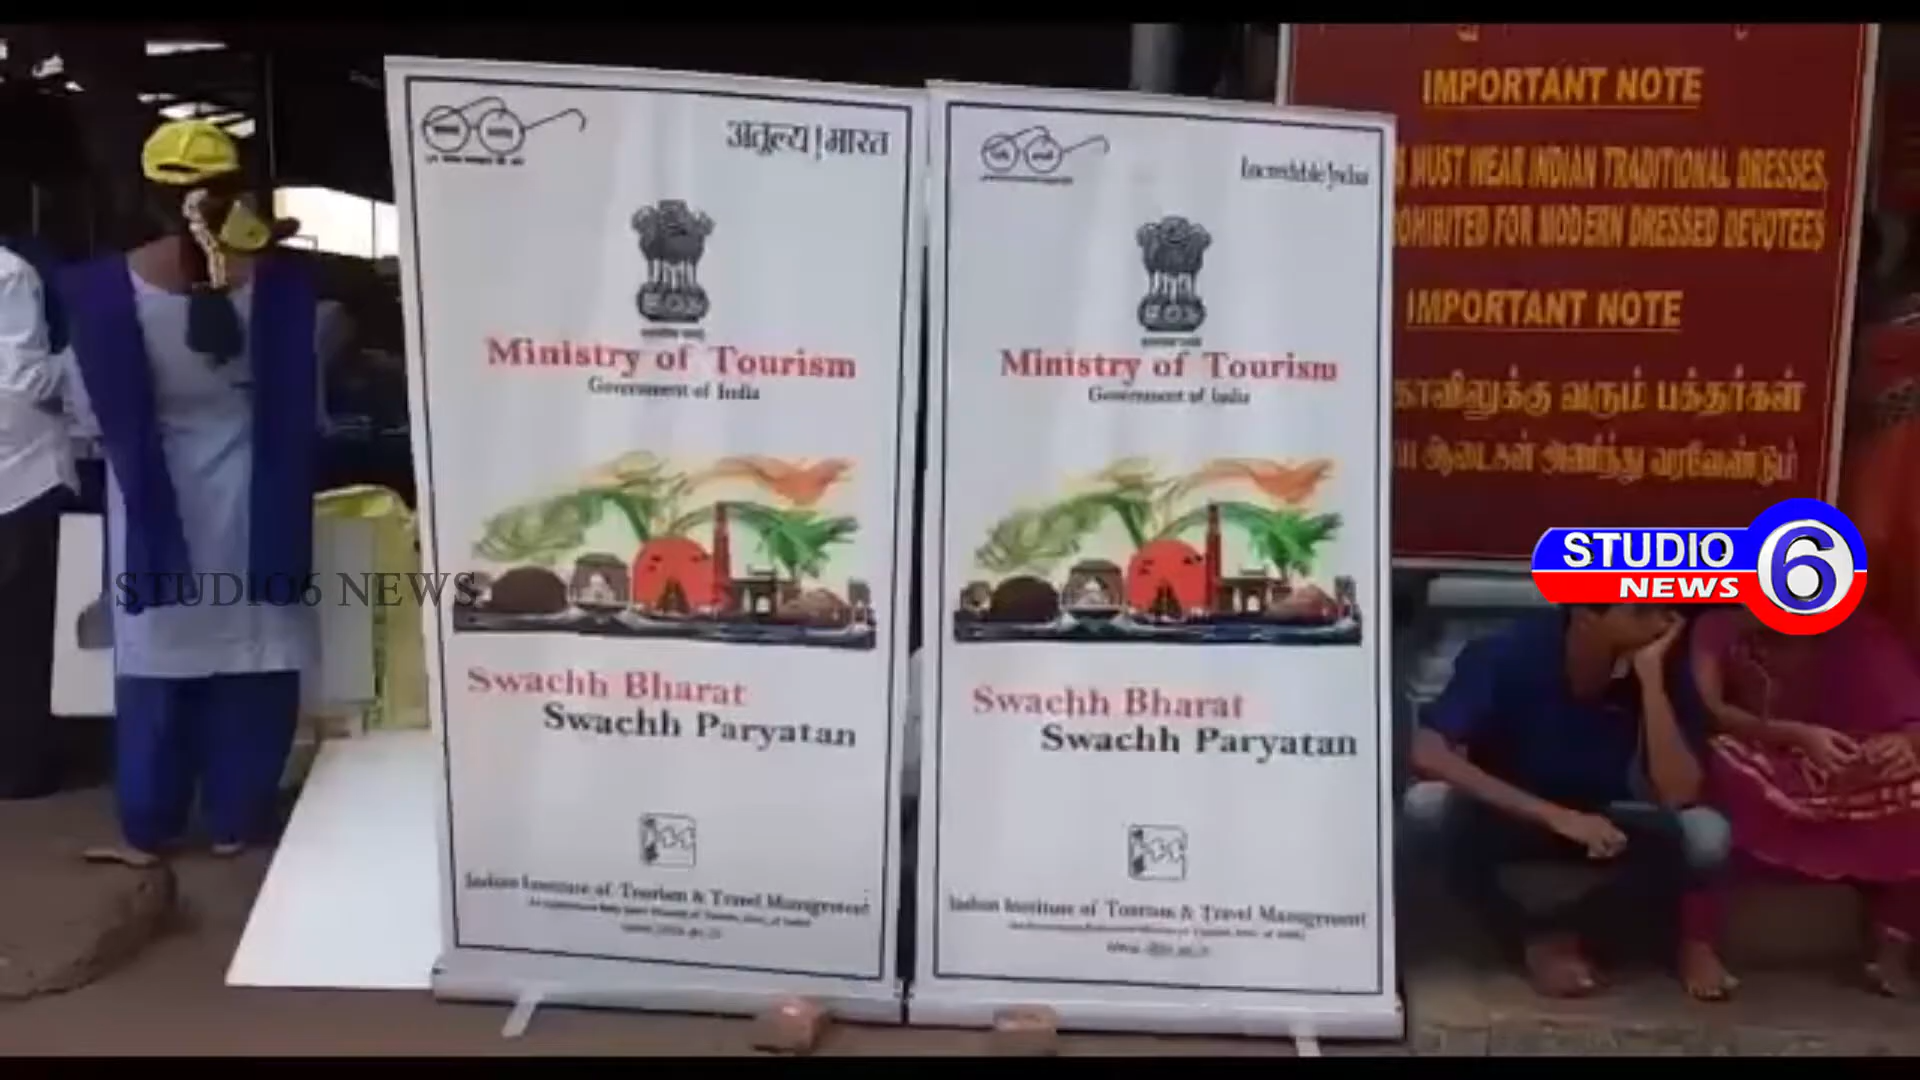 अतुल्य ! भारत
Ministry of Tourism
Government of India
Swachh Bharat
Swachh Paryatan
Indian Institute of Tourism & Travel Management
Incredible India
Ministry of Tourism
Government of India
Swachh Bharat
Swachh Paryatan
Indian Institute of Tourism & Travel Management
IMPORTANT NOTE
MUST WEAR INDIAN TRADITIONAL DRESSES,
FOR MODERN DRESSED DEVOTEES
IMPORTANT NOTE
வரும் பக்தர்கள்
ஆடைகள் அணிந்து வரவேண்டும்
STUDIO6 NEWS
STUDIO 6
NEWS